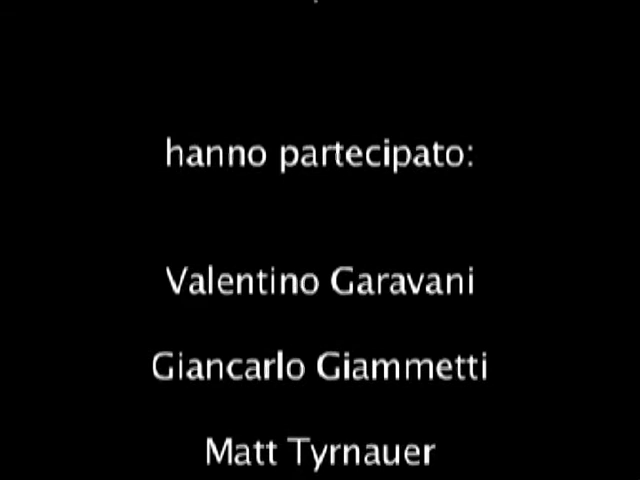 hanno partecipato:
Valentino Garavani
Giancarlo Giammetti
Matt Tyrnauer